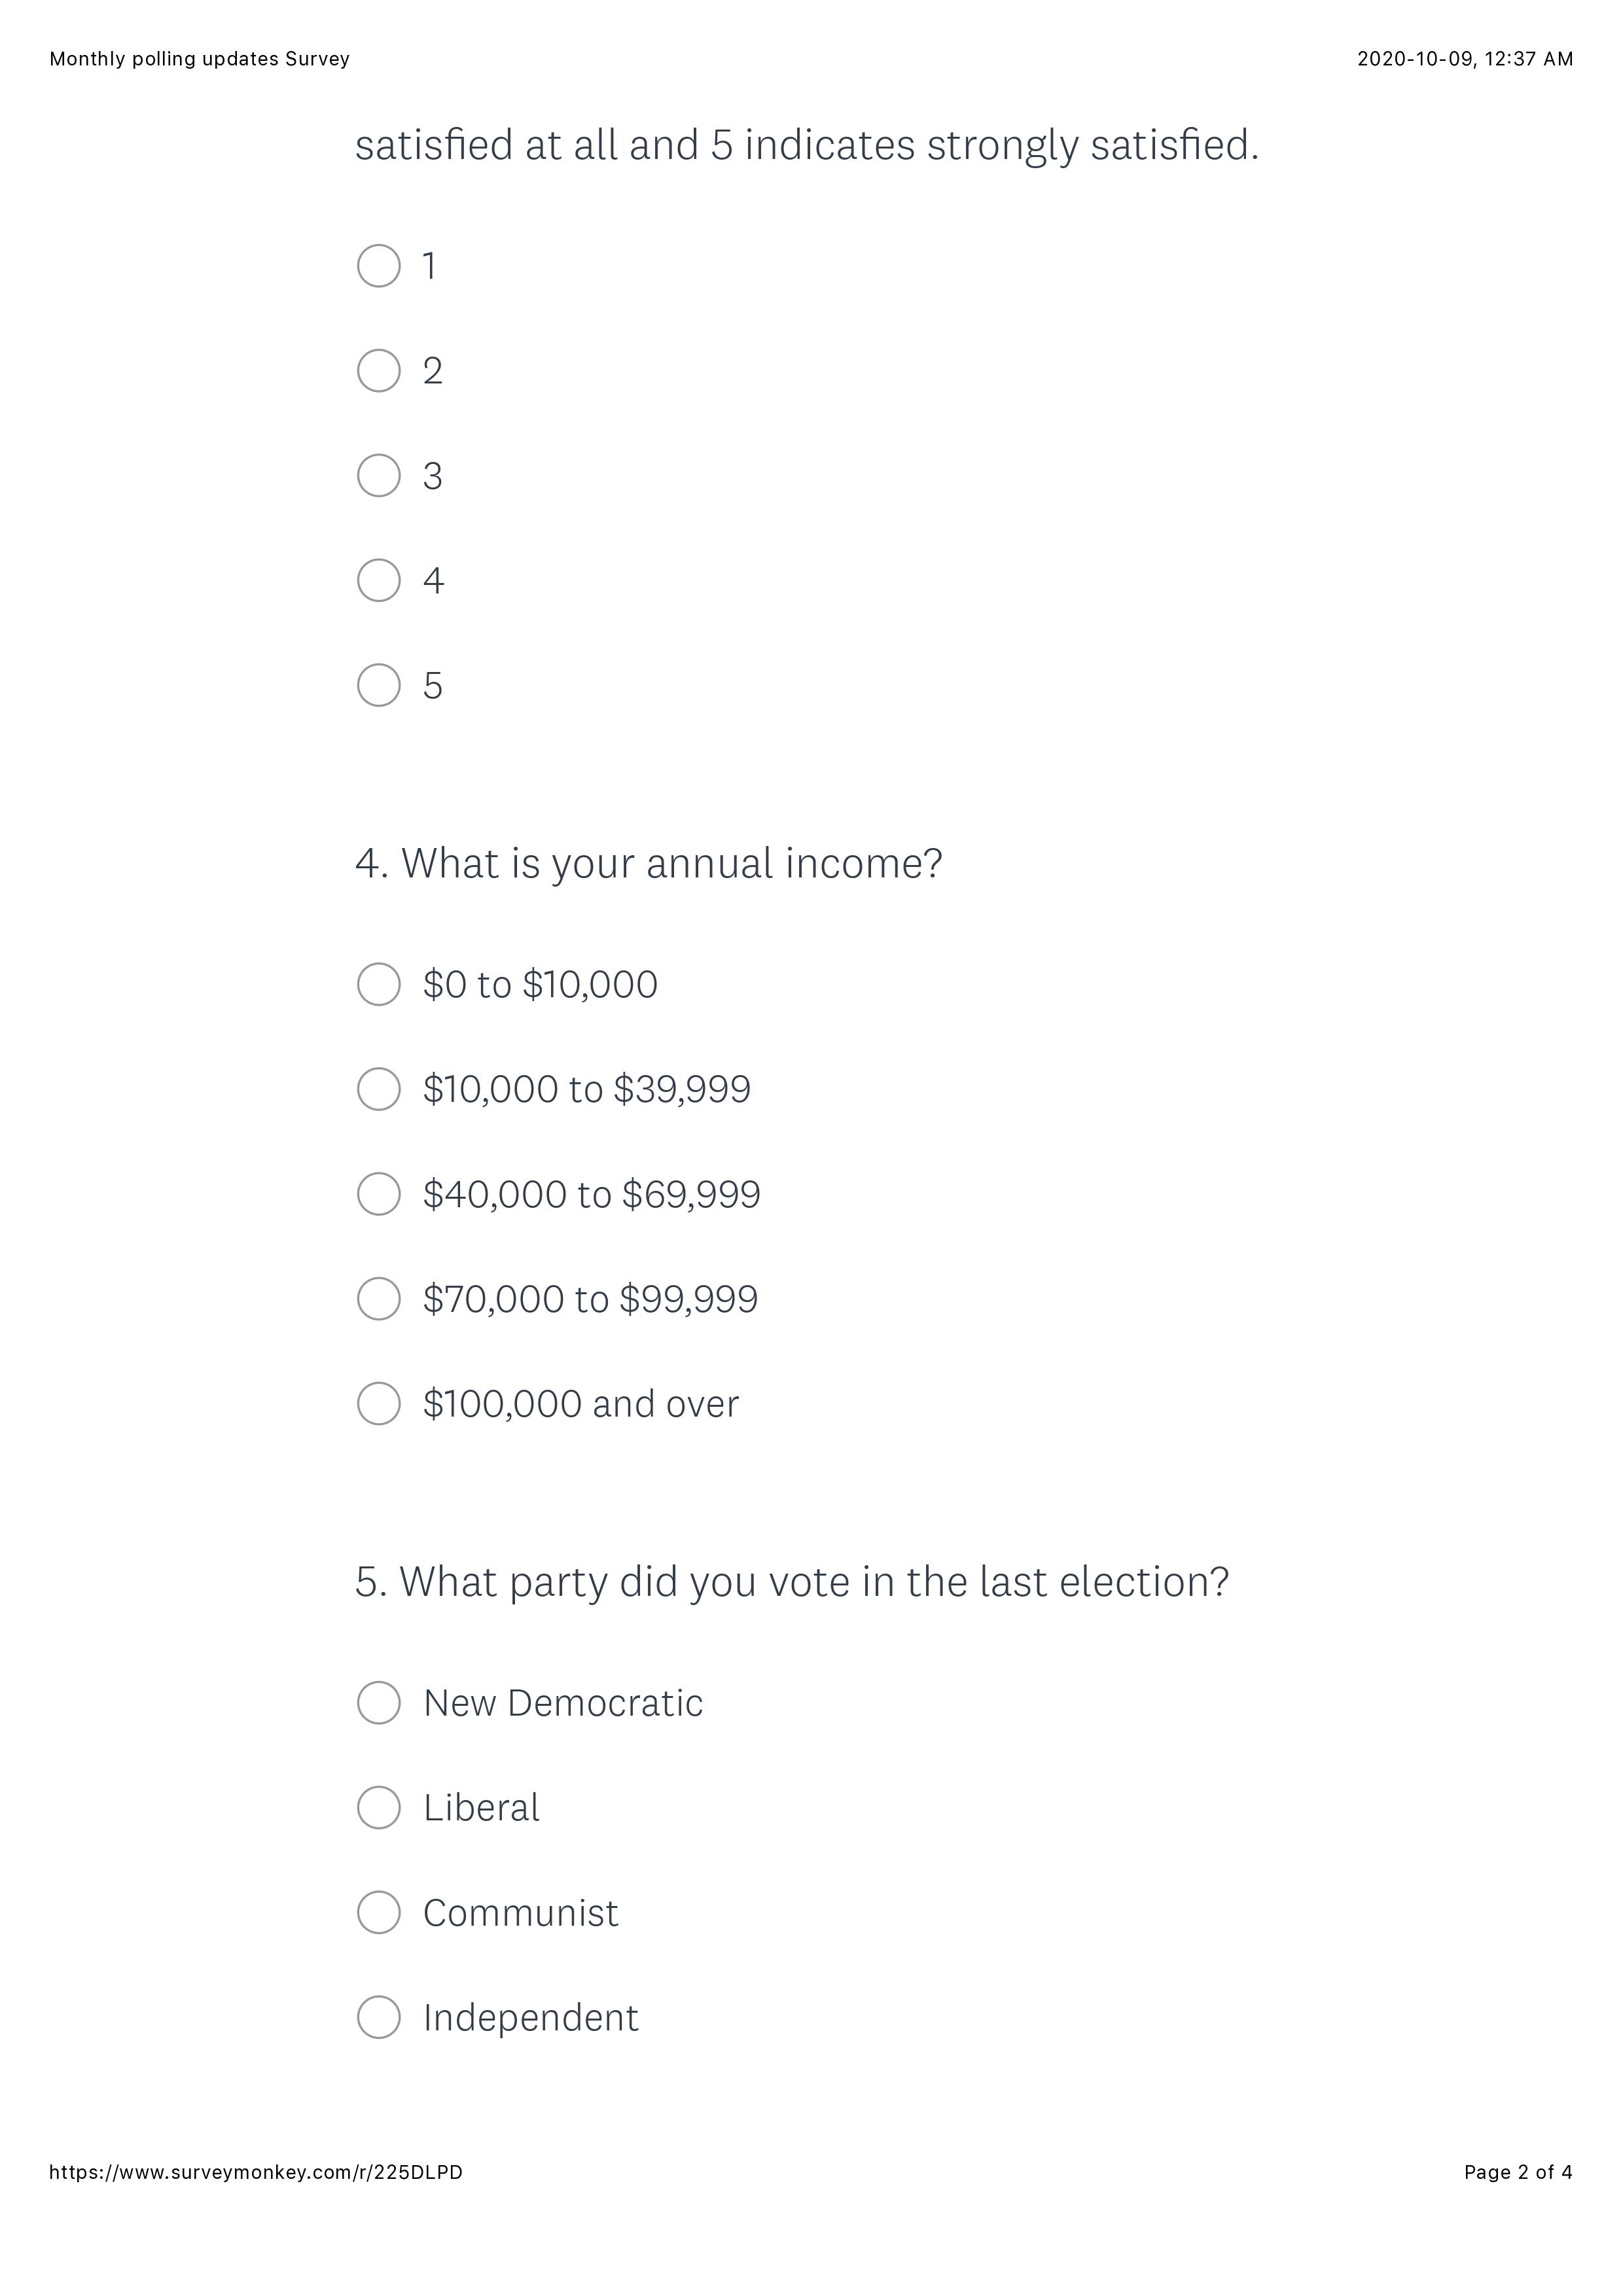 Monthly polling updates Survey 2020-10-09, 12:37 AM
satisfied at all and 5 indicates strongly satisfied.
1
2
3
4
5
4. What is your annual income?
$0 to $10,000
$10,000 to $39,999
$40,000 to $69,999
$70,000 to $99,999
$100,000 and over
5. What party did you vote in the last election?
New Democratic
Liberal
Communist
Independent
https://www.surveymonkey.com/r/225DLPD Page 2 of 4